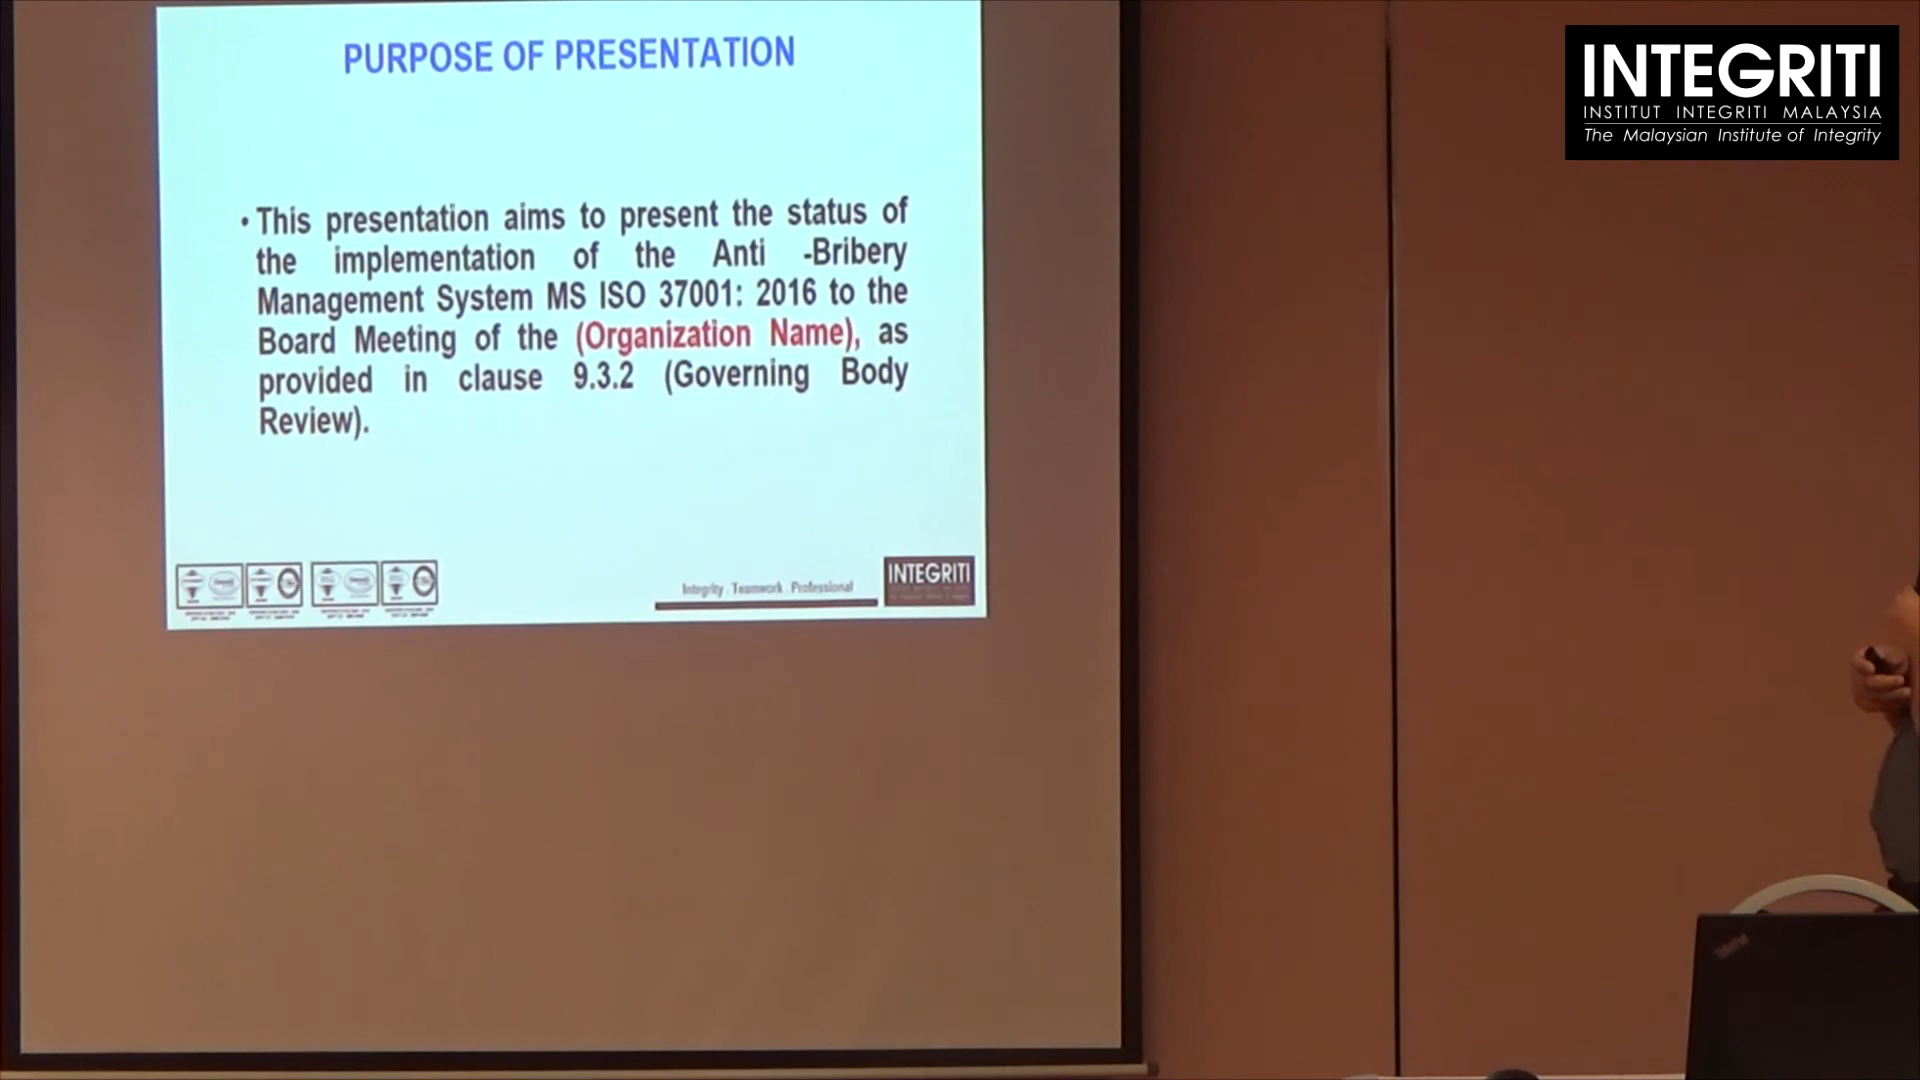 PURPOSE OF PRESENTATION
INTEGRITI
INSTITUT INTEGRITI MALAYSIA
The Malaysian Institute of Integrity
• This presentation aims to present the status of
the implementation of the Anti -Bribery
Management System MS ISO 37001: 2016 to the
Board Meeting of the (Organization Name), as
provided in clause 9.3.2 (Governing Body
Review).
Integrity . Teamwork . Professional
INTEGRITI
ThinkPad